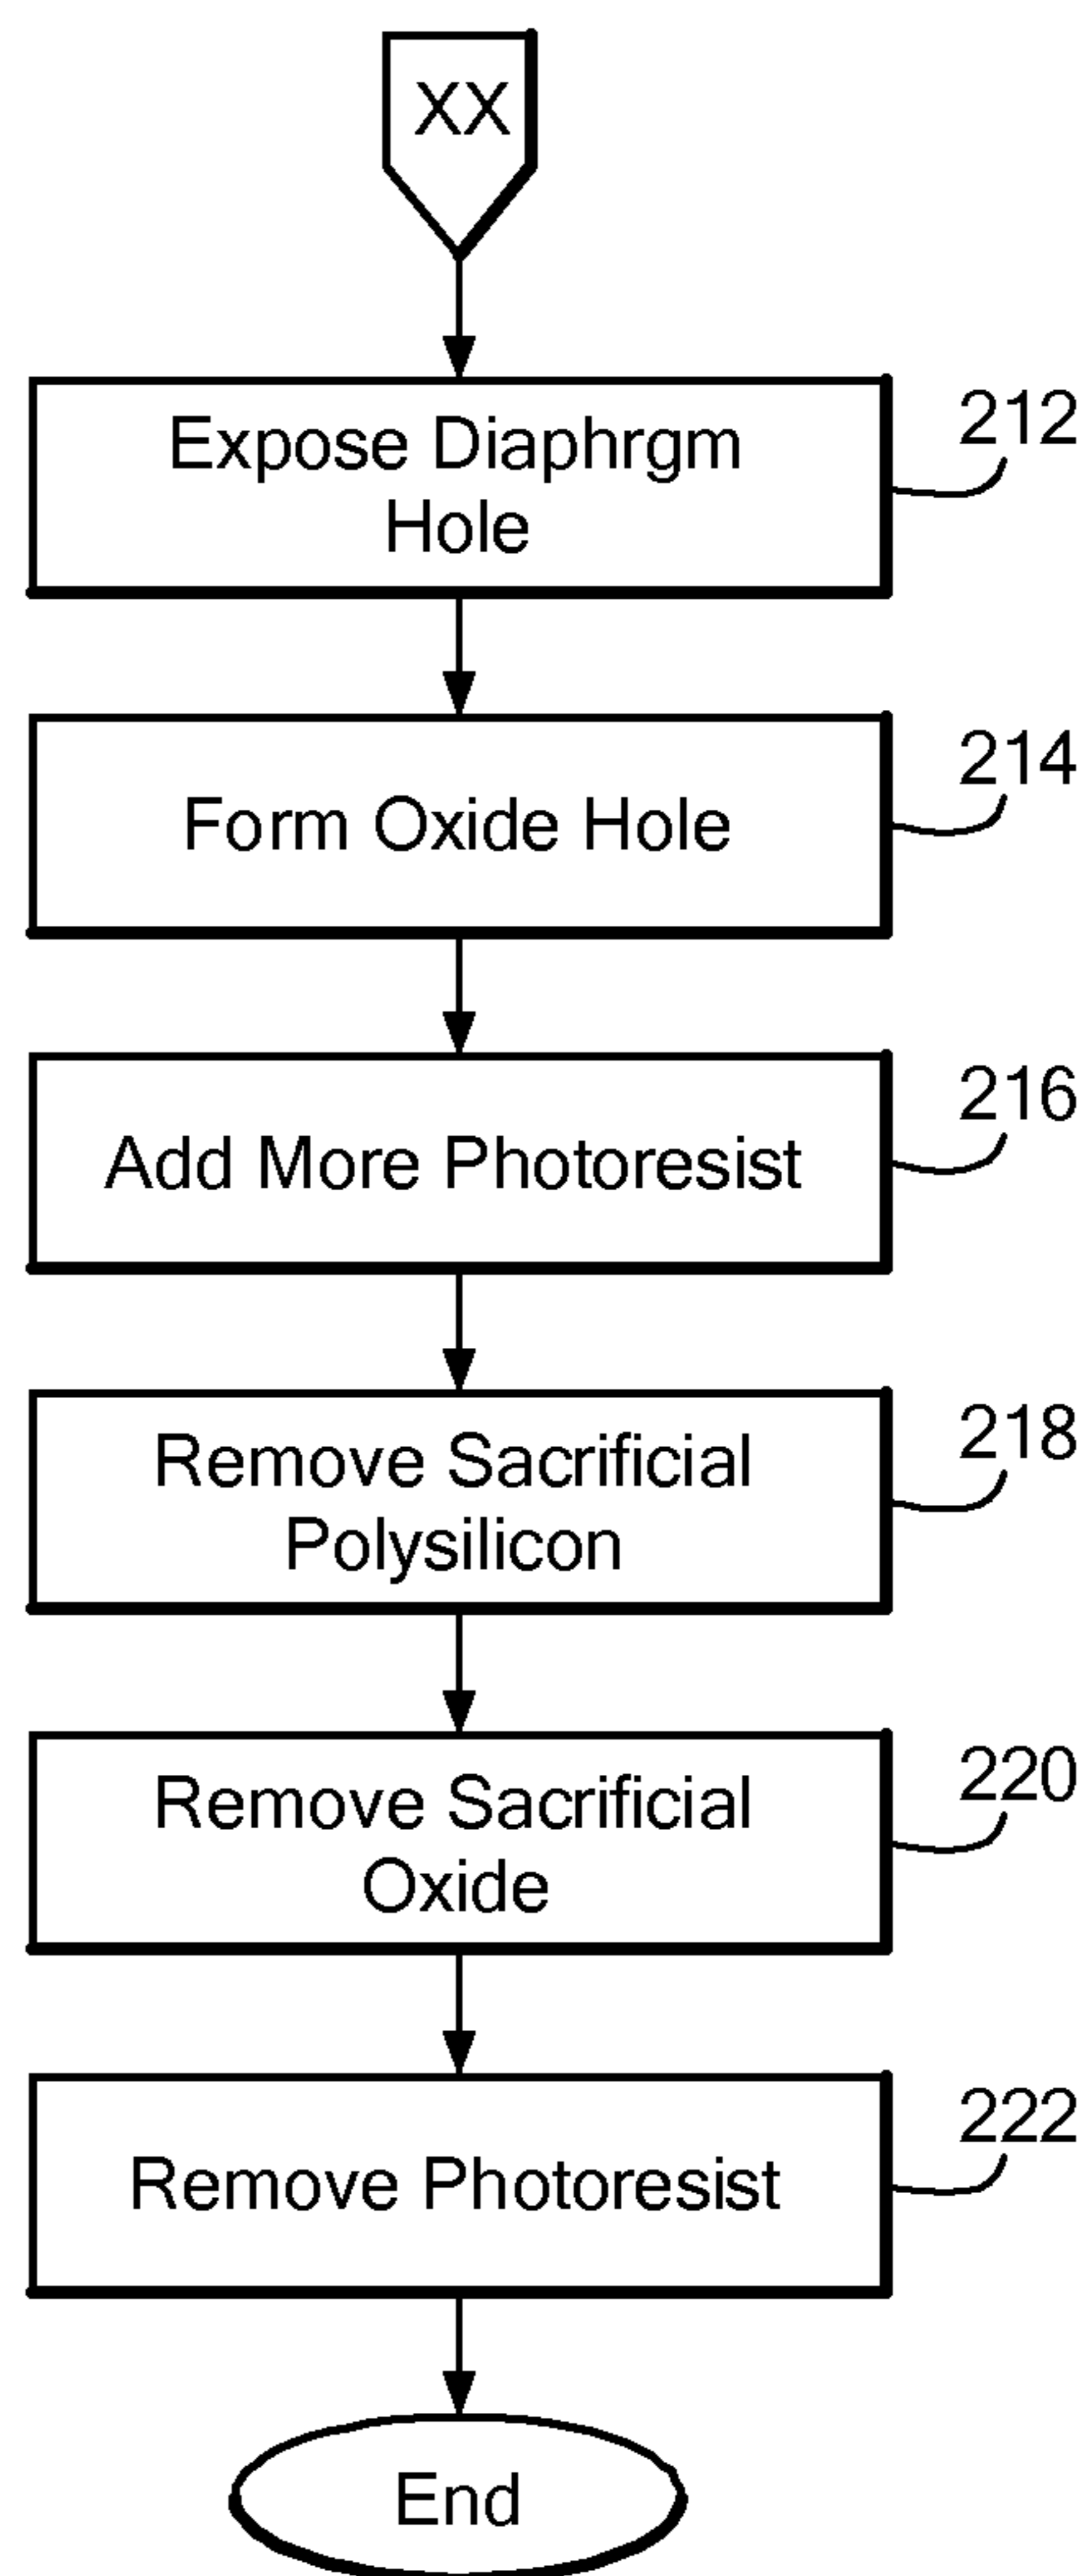 XX
Expose Diaphrgm
Hole
212
Form Oxide Hole
214
Add More Photoresist
216
Remove Sacrificial
Polysilicon
218
Remove Sacrificial
Oxide
220
Remove Photoresist
222
End